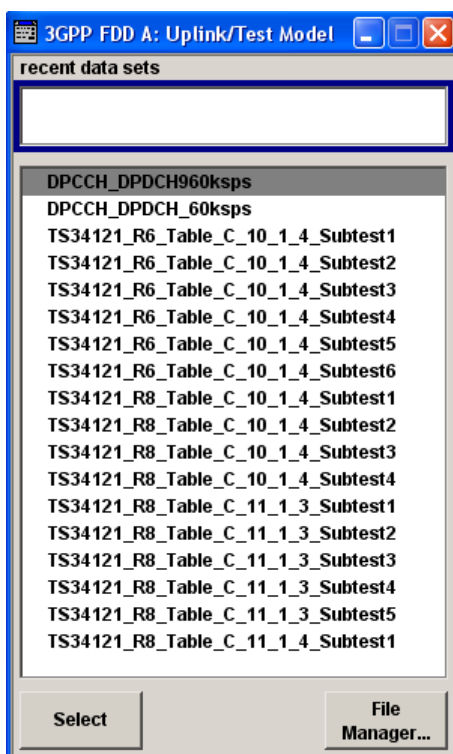 3GPP FDD A: Uplink/Test Model
recent data sets
DPCCH_DPDCH960ksps
DPCCH_DPDCH_60ksps
TS34121_R6_Table_C_10_1_4_Subtest1
TS34121_R6_Table_C_10_1_4_Subtest2
TS34121_R6_Table_C_10_1_4_Subtest3
TS34121_R6_Table_C_10_1_4_Subtest4
TS34121_R6_Table_C_10_1_4_Subtest5
TS34121_R6_Table_C_10_1_4_Subtest6
TS34121_R8_Table_C_10_1_4_Subtest1
TS34121_R8_Table_C_10_1_4_Subtest2
TS34121_R8_Table_C_10_1_4_Subtest3
TS34121_R8_Table_C_10_1_4_Subtest4
TS34121_R8_Table_C_11_1_3_Subtest1
TS34121_R8_Table_C_11_1_3_Subtest2
TS34121_R8_Table_C_11_1_3_Subtest3
TS34121_R8_Table_C_11_1_3_Subtest4
TS34121_R8_Table_C_11_1_3_Subtest5
TS34121_R8_Table_C_11_1_4_Subtest1
Select
File
Manager...